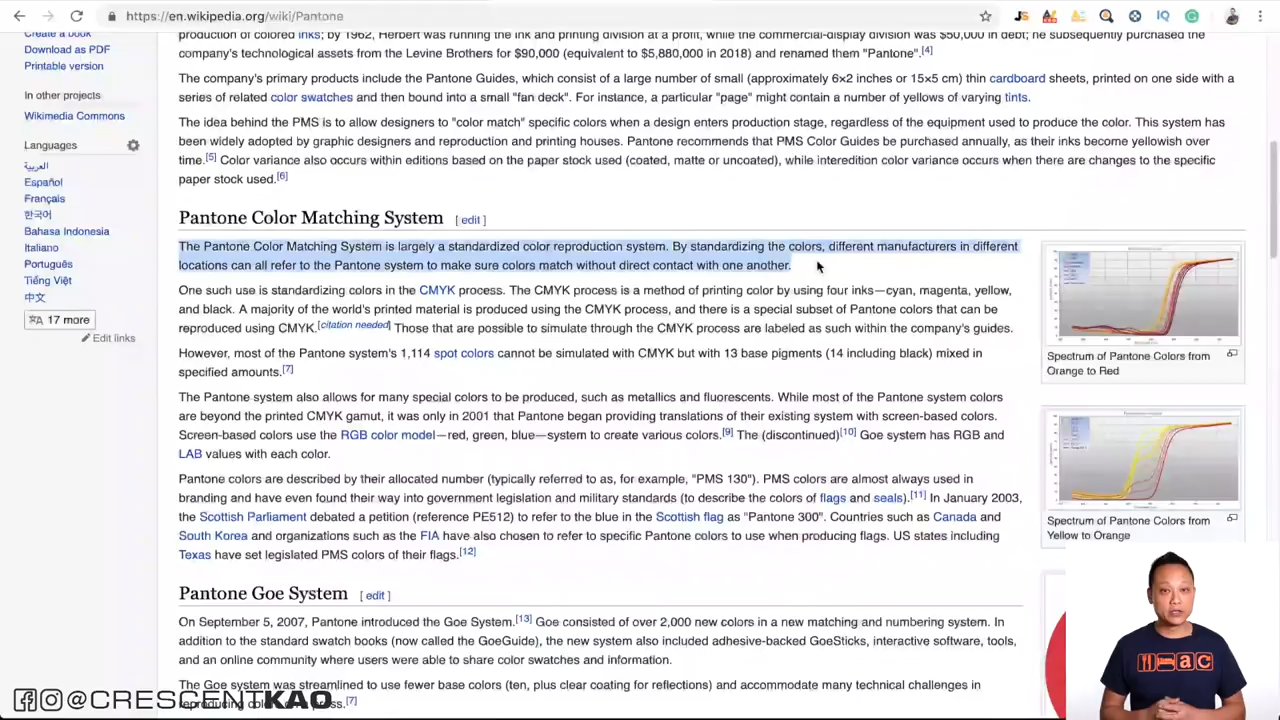 https://en.wikipedia.org/wiki/Pantone
JS
IQ
Create a book
Download as PDF
Printable version
In other projects
Wikimedia Commons
Languages
العربية
Español
Français
한국어
Bahasa Indonesia
Italiano
Português
Tiếng Việt
中文
17 more
Edit links
production of colored inks; by 1962, Herbert was running the ink and printing division at a profit, while the commercial-display division was $50,000 in debt; he subsequently purchased the
company's technological assets from the Levine Brothers for $90,000 (equivalent to $5,880,000 in 2018) and renamed them "Pantone".[4]
The company's primary products include the Pantone Guides, which consist of a large number of small (approximately 6×2 inches or 15×5 cm) thin cardboard sheets, printed on one side with a
series of related color swatches and then bound into a small "fan deck". For instance, a particular "page" might contain a number of yellows of varying tints.
The idea behind the PMS is to allow designers to "color match" specific colors when a design enters production stage, regardless of the equipment used to produce the color. This system has
been widely adopted by graphic designers and reproduction and printing houses. Pantone recommends that PMS Color Guides be purchased annually, as their inks become yellowish over
time.[5] Color variance also occurs within editions based on the paper stock used (coated, matte or uncoated), while interedition color variance occurs when there are changes to the specific
paper stock used.[6]
Pantone Color Matching System [ edit ]
The Pantone Color Matching System is largely a standardized color reproduction system. By standardizing the colors, different manufacturers in different
locations can all refer to the Pantone system to make sure colors match without direct contact with one another.
One such use is standardizing colors in the CMYK process. The CMYK process is a method of printing color by using four inks—cyan, magenta, yellow,
and black. A majority of the world's printed material is produced using the CMYK process, and there is a special subset of Pantone colors that can be
reproduced using CMYK.[citation needed] Those that are possible to simulate through the CMYK process are labeled as such within the company's guides.
However, most of the Pantone system's 1,114 spot colors cannot be simulated with CMYK but with 13 base pigments (14 including black) mixed in
specified amounts.[7]
The Pantone system also allows for many special colors to be produced, such as metallics and fluorescents. While most of the Pantone system colors
are beyond the printed CMYK gamut, it was only in 2001 that Pantone began providing translations of their existing system with screen-based colors.
Screen-based colors use the RGB color model—red, green, blue—system to create various colors.[9] The (discontinued)[10] Goe system has RGB and
LAB values with each color.
Pantone colors are described by their allocated number (typically referred to as, for example, "PMS 130"). PMS colors are almost always used in
branding and have even found their way into government legislation and military standards (to describe the colors of flags and seals).[11] In January 2003,
the Scottish Parliament debated a petition (reference PE512) to refer to the blue in the Scottish flag as "Pantone 300". Countries such as Canada and
South Korea and organizations such as the FIA have also chosen to refer to specific Pantone colors to use when producing flags. US states including
Texas have set legislated PMS colors of their flags.[12]
Spectrum of Pantone Colors from
Orange to Red
Spectrum of Pantone Colors from
Yellow to Orange
Pantone Goe System [ edit ]
On September 5, 2007, Pantone introduced the Goe System.[13] Goe consisted of over 2,000 new colors in a new matching and numbering system. In
addition to the standard swatch books (now called the GoeGuide), the new system also included adhesive-backed GoeSticks, interactive software, tools,
and an online community where users were able to share color swatches and information.
The Goe system was streamlined to use fewer base colors (ten, plus clear coating for reflections) and accommodate many technical challenges in
reproducing colors on a press.[7]
@CRESCENTKAO
ac